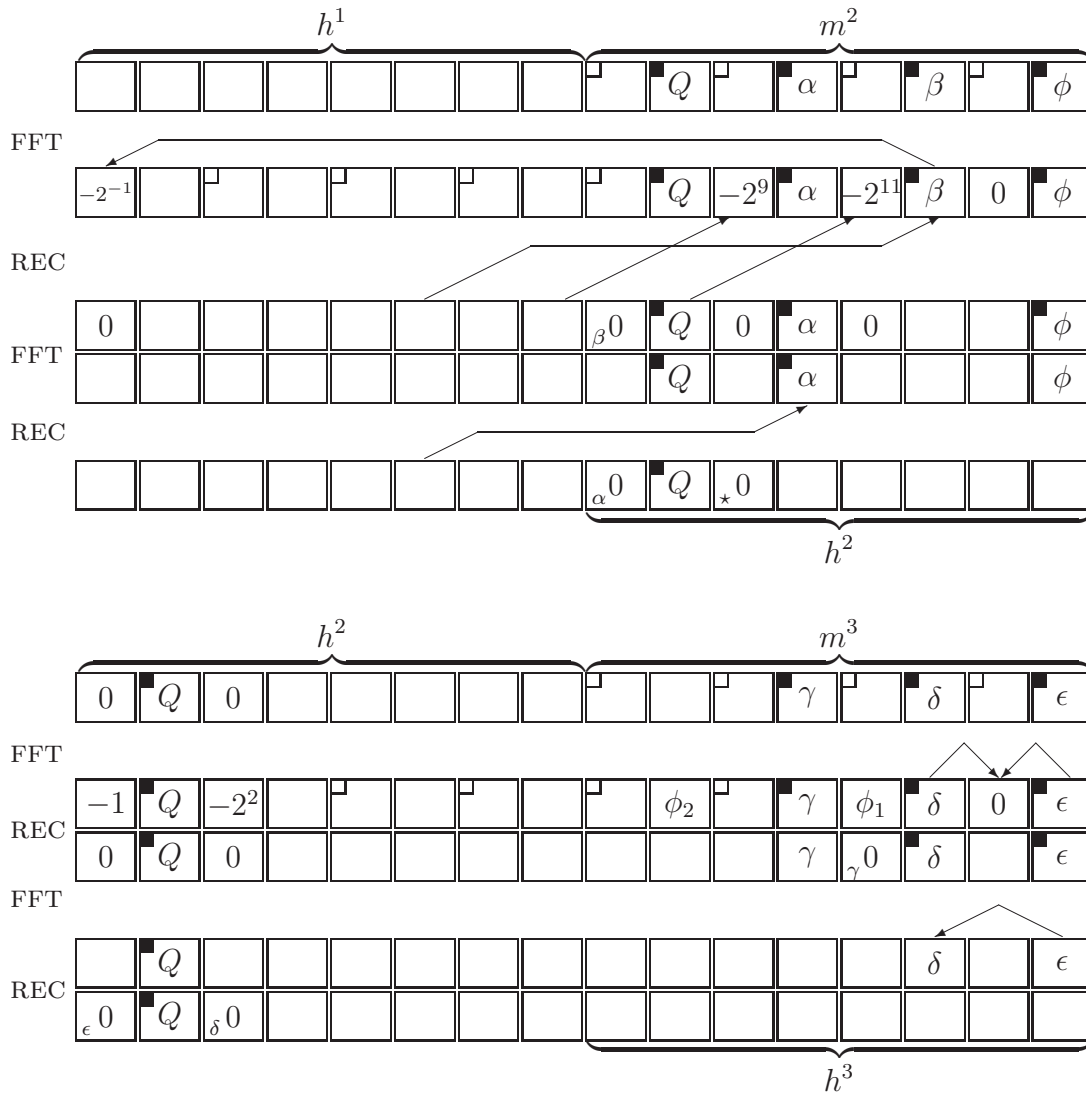 h^1 m^2
Q α β ϕ
FFT
−2^{−1} Q −2^9 α −2^{11} β 0 ϕ
REC
0 _β0 Q 0 α 0 ϕ
FFT
Q α ϕ
REC
_α0 Q _⋆0
h^2
h^2 m^3
0 Q 0 γ δ ϵ
FFT
−1 Q −2^2 ϕ_2 γ ϕ_1 δ 0 ϵ
REC
0 Q 0 γ _γ0 δ ϵ
FFT
Q δ ϵ
REC
_ϵ0 Q _δ0
h^3